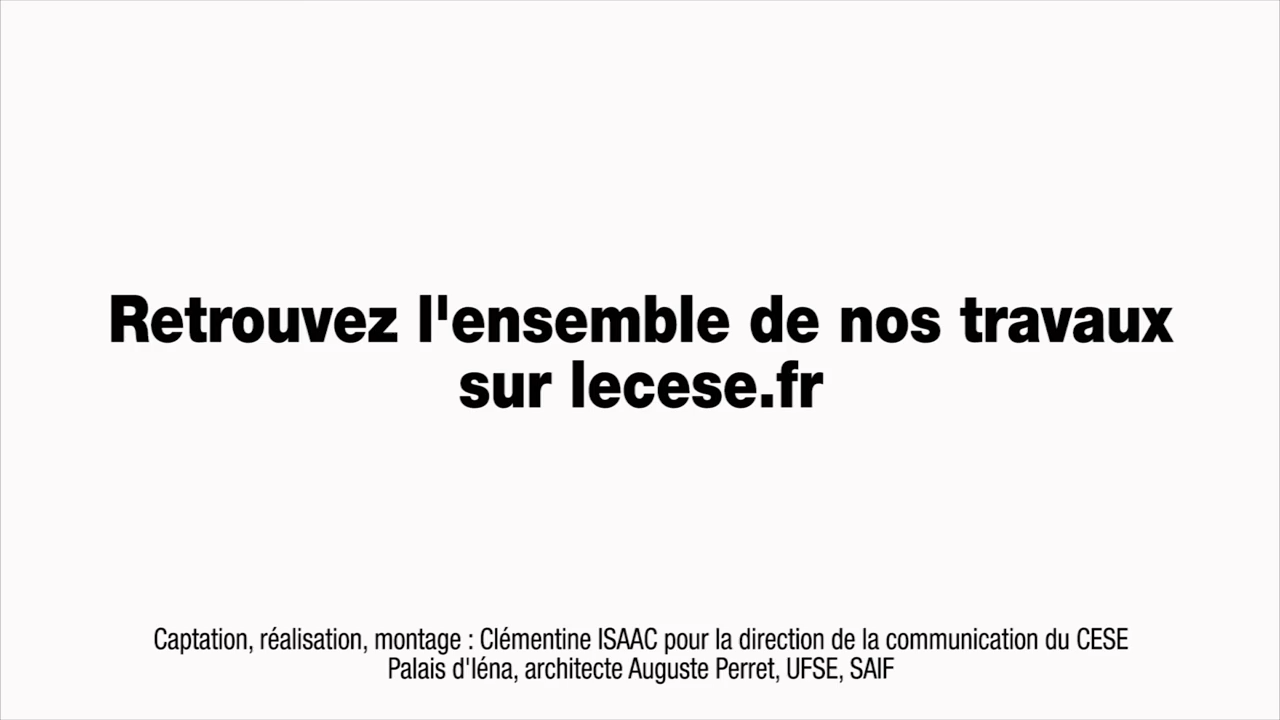 Retrouvez l'ensemble de nos travaux
sur lecese.fr
Captation, réalisation, montage : Clémentine ISAAC pour la direction de la communication du CESE
Palais d'Iéna, architecte Auguste Perret, UFSE, SAIF